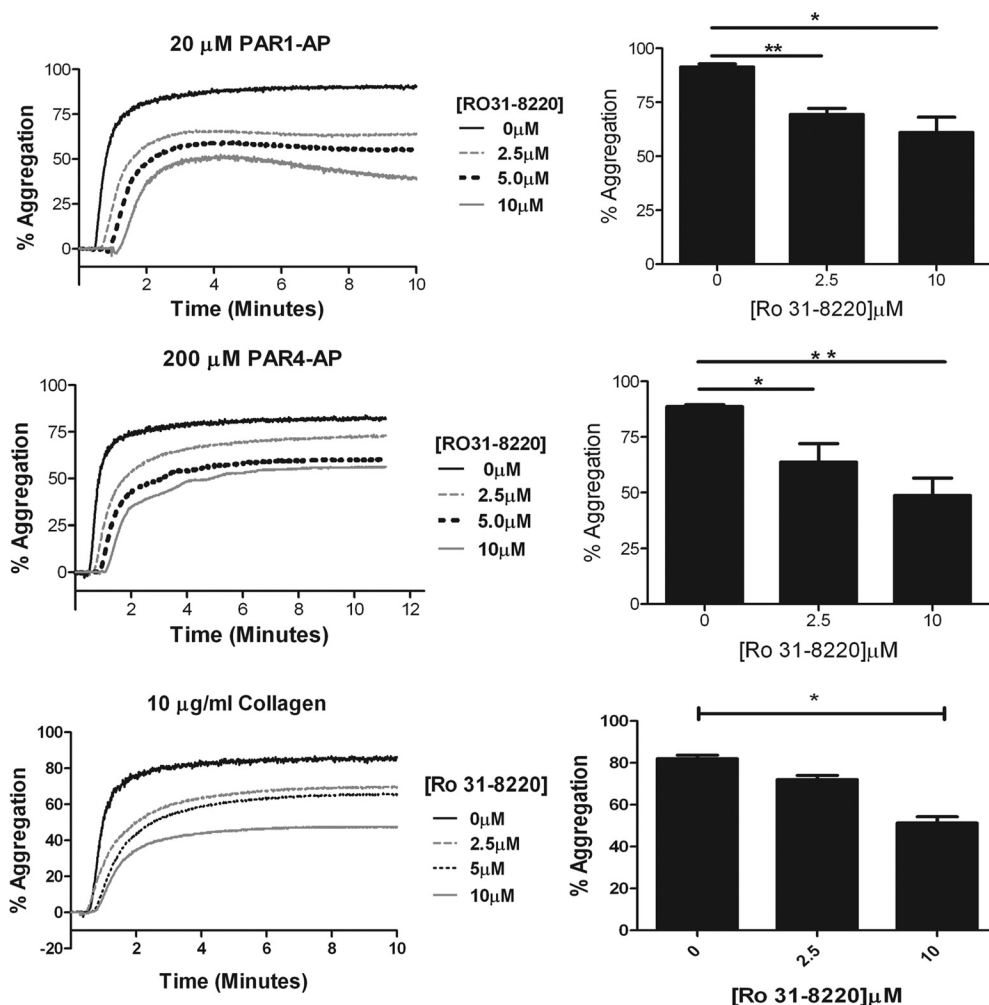 20 μM PAR1-AP
% Aggregation
100
75
50
25
0
2 4 6 8 10
Time (Minutes)
[RO31-8220]
0μM
2.5μM
5.0μM
10μM
*
**
% Aggregation
100
75
50
25
0
0 2.5 10
[Ro 31-8220]μM
200 μM PAR4-AP
% Aggregation
100
75
50
25
0
2 4 6 8 10 12
Time (Minutes)
[RO31-8220]
0μM
2.5μM
5.0μM
10μM
* *
*
% Aggregation
100
75
50
25
0
0 2.5 10
[Ro 31-8220]μM
10 μg/ml Collagen
% Aggregation
100
80
60
40
20
0
-20
2 4 6 8 10
Time (Minutes)
[Ro 31-8220]
0μM
2.5μM
5μM
10μM
*
% Aggregation
80
60
40
20
0
0 2.5 10
[Ro 31-8220]μM